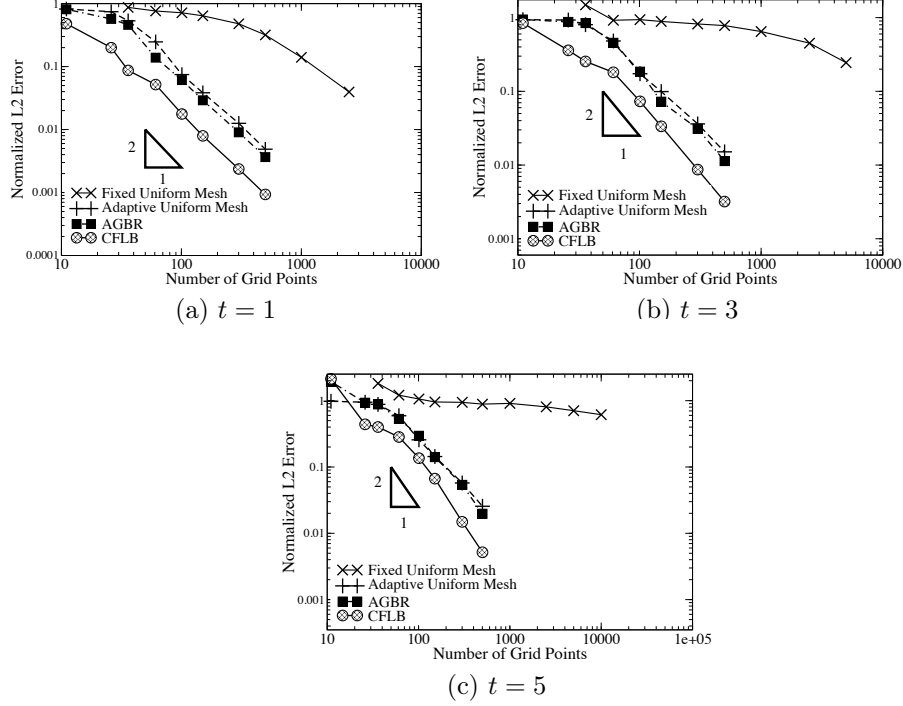 1
0.1
0.01
0.001
0.0001
Normalized L2 Error
2
1
Fixed Uniform Mesh
Adaptive Uniform Mesh
AGBR
CFLB
10
100
1000
10000
Number of Grid Points
(a) t = 1
1
0.1
0.01
0.001
Normalized L2 Error
2
1
Fixed Uniform Mesh
Adaptive Uniform Mesh
AGBR
CFLB
10
100
1000
10000
Number of Grid Points
(b) t = 3
1
0.1
0.01
0.001
Normalized L2 Error
2
1
Fixed Uniform Mesh
Adaptive Uniform Mesh
AGBR
CFLB
10
100
1000
10000
1e+05
Number of Grid Points
(c) t = 5